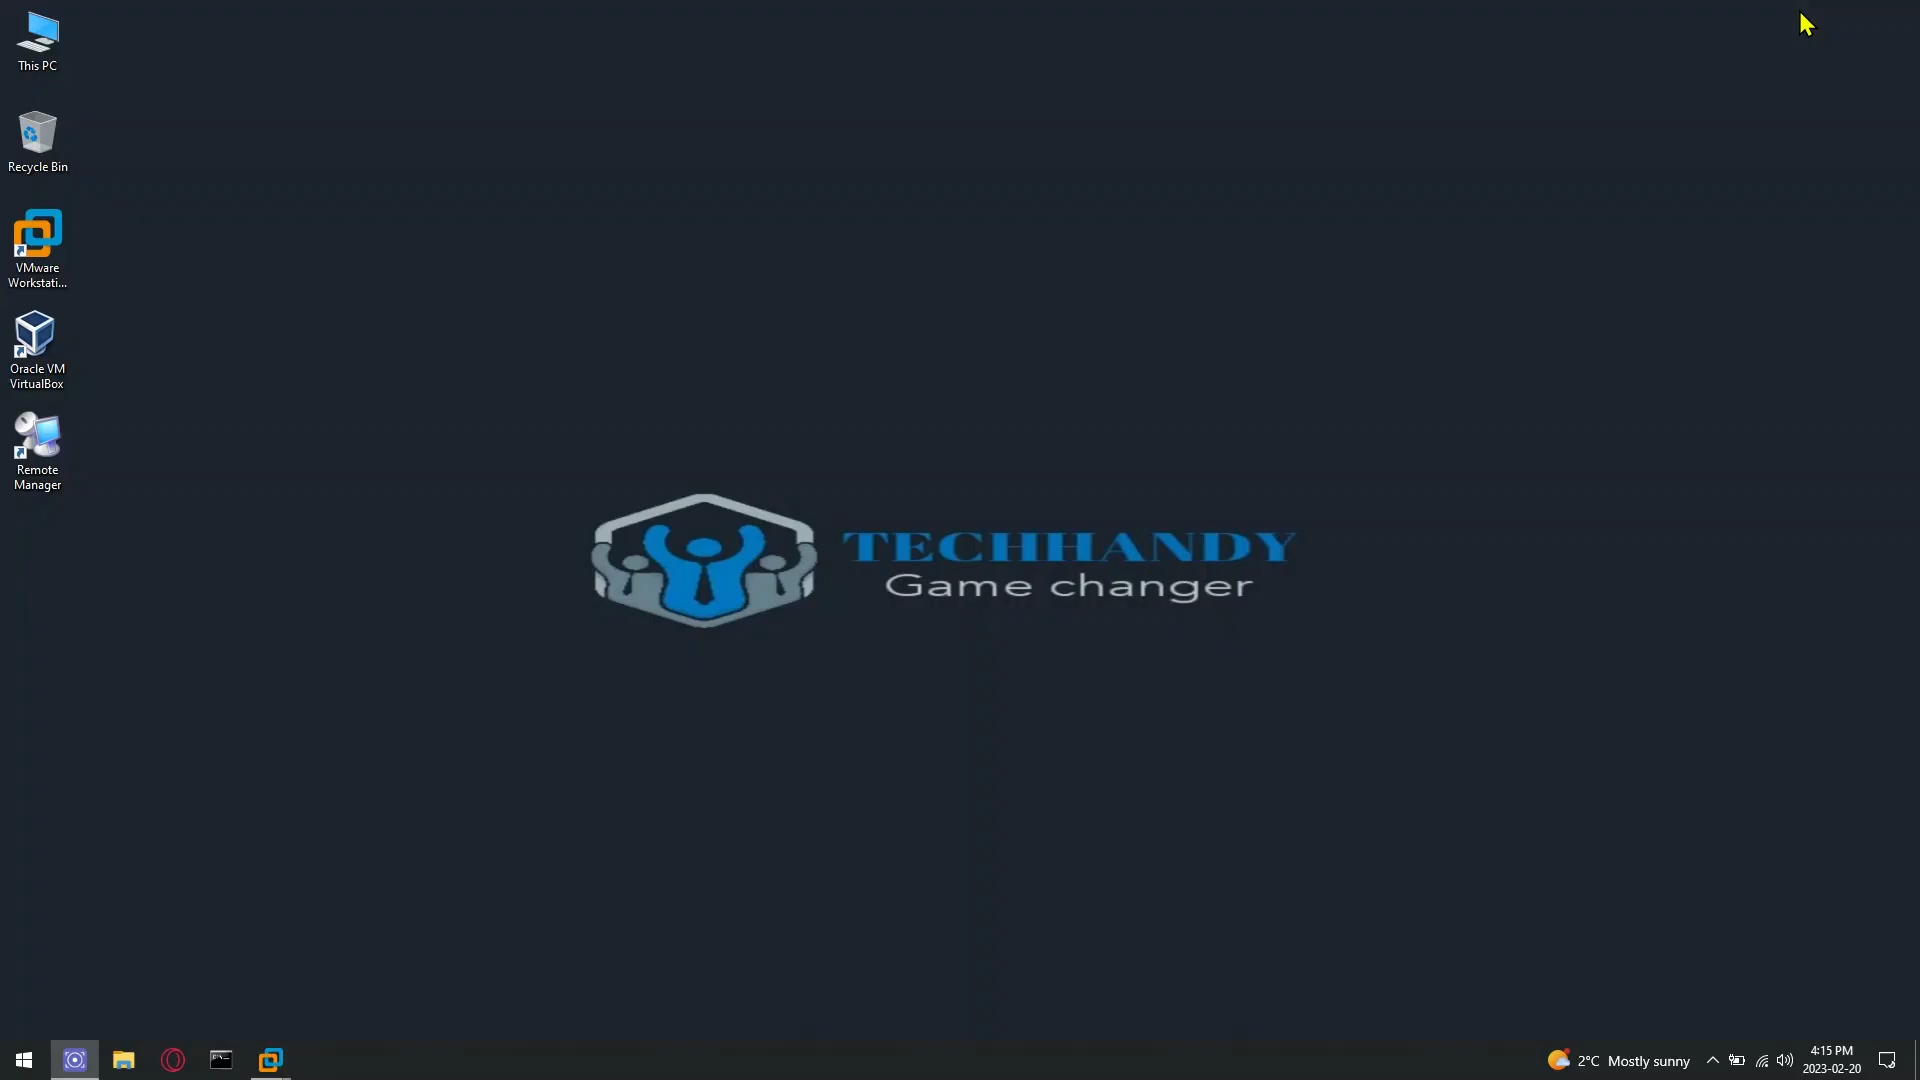 This PC
Recycle Bin
VMware
Workstati...
Oracle VM
VirtualBox
Remote
Manager
TECHHANDY
Game changer
2°C Mostly sunny
4:15 PM
2023-02-20